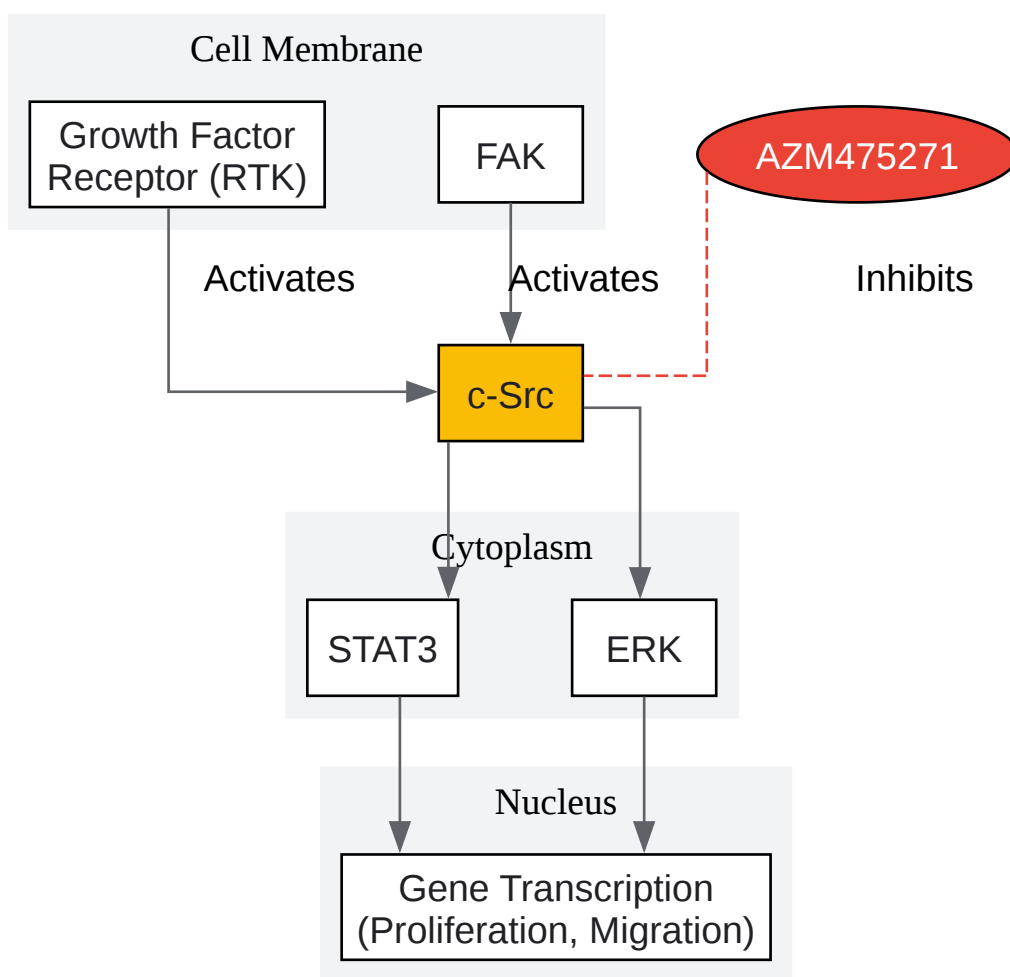 Cell Membrane
Growth Factor
Receptor (RTK)
FAK
AZM475271
Activates
Activates
Inhibits
c-Src
Cytoplasm
STAT3
ERK
Nucleus
Gene Transcription
(Proliferation, Migration)